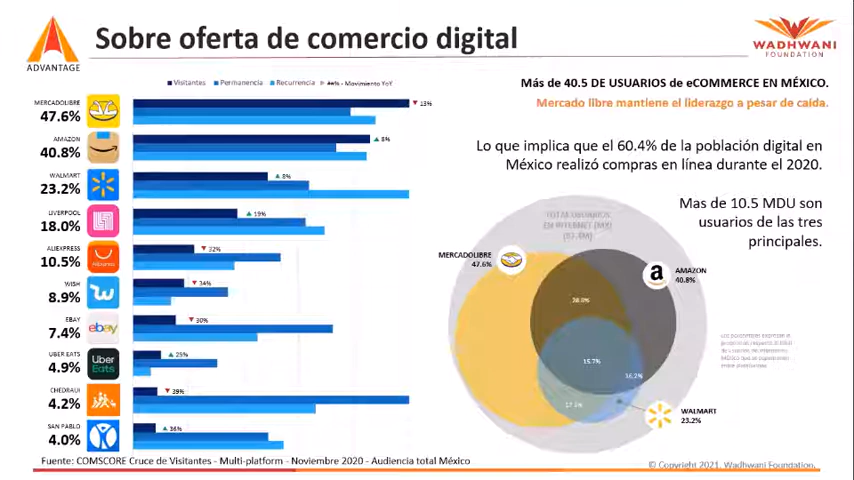 Sobre oferta de comercio digital
ADVANTAGE
WADHWANI
FOUNDATION
Visitantes
Permanencia
Recurrencia
Movimiento YoY
MERCADOLIBRE
47.6%
13%
AMAZON
40.8%
8%
WALMART
23.2%
8%
LIVERPOOL
18.0%
19%
ALIEXPRESS
10.5%
32%
WISH
8.9%
34%
EBAY
7.4%
ebay
30%
UBER EATS
4.9%
Uber
Eats
25%
CHEDRAUI
4.2%
39%
SAN PABLO
4.0%
36%
Más de 40.5 DE USUARIOS de eCOMMERCE EN MÉXICO.
Mercado libre mantiene el liderazgo a pesar de caída.
Lo que implica que el 60.4% de la población digital en
México realizó compras en línea durante el 2020.
Mas de 10.5 MDU son
usuarios de las tres
principales.
TOTAL USUARIOS
EN INTERNET (MX)
MERCADOLIBRE
47.6%
AMAZON
40.8%
15.7%
16.2%
WALMART
23.2%
Fuente: COMSCORE Cruce de Visitantes - Multi-platform - Noviembre 2020 - Audiencia total México
© Copyright 2021, Wadhwani Foundation.